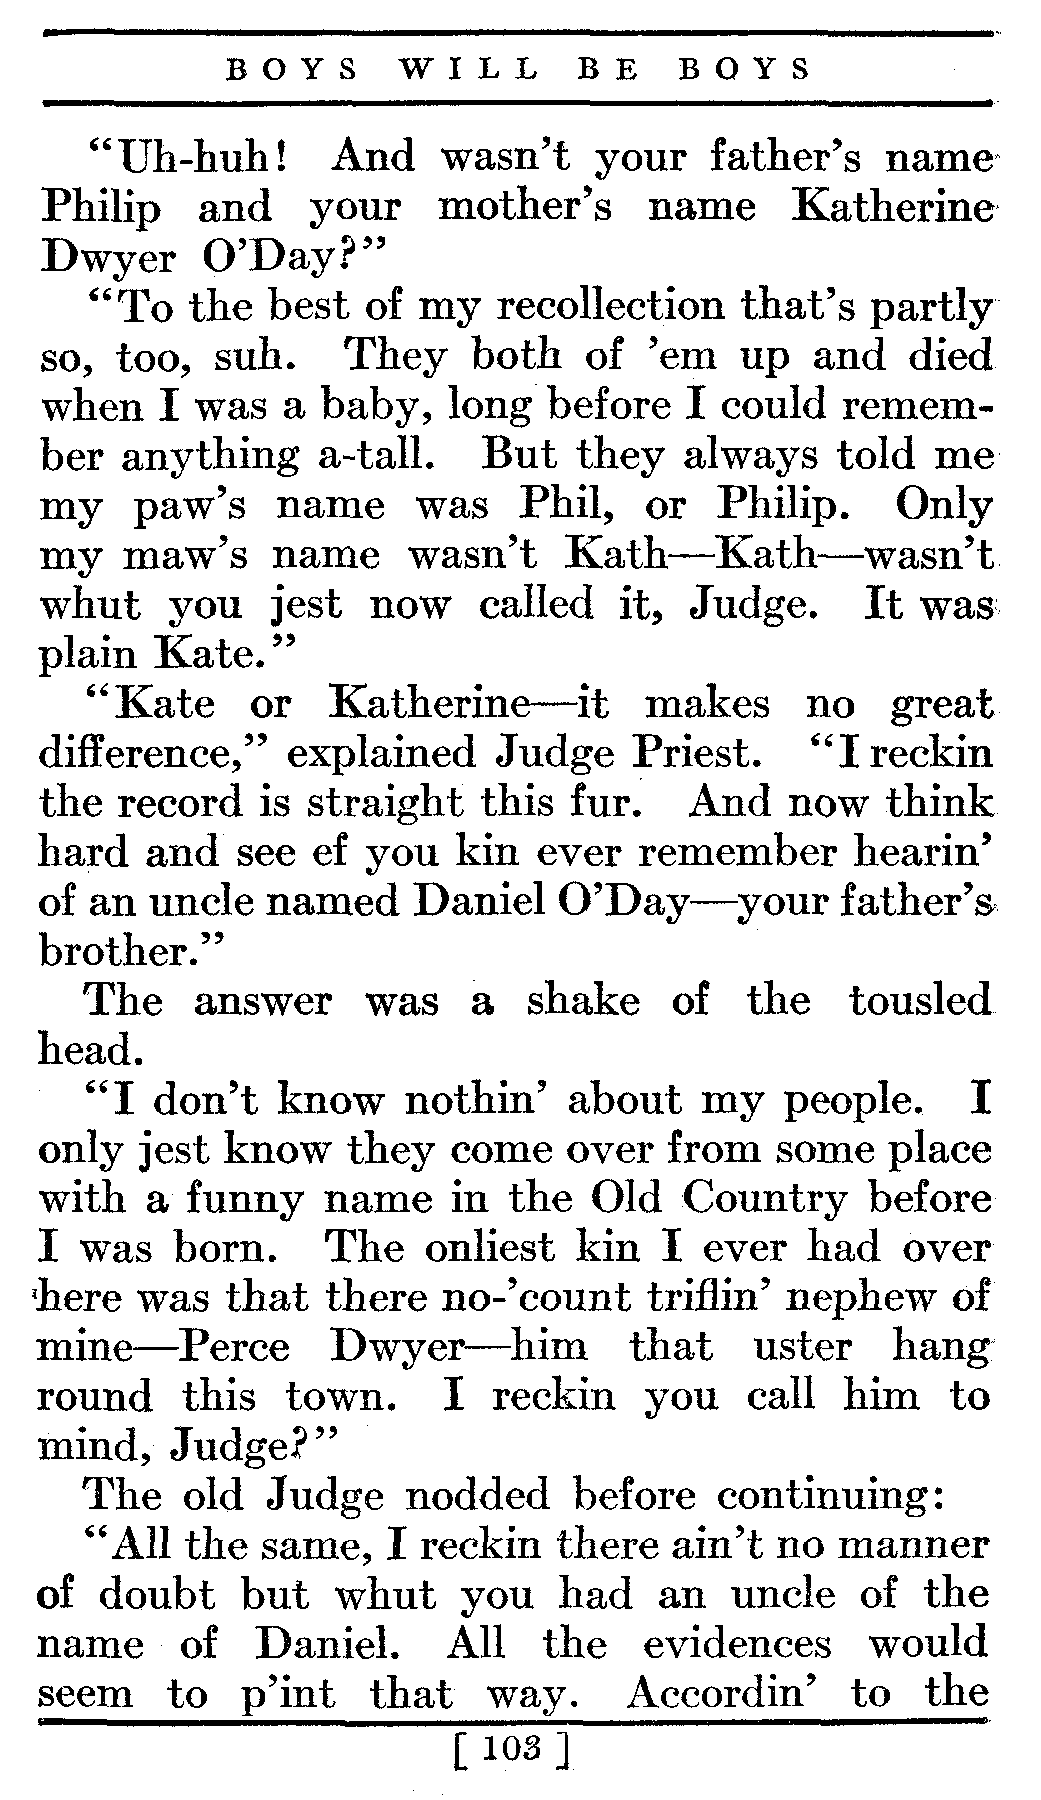 BOYS WILL BE BOYS
“Uh-huh! And wasn’t your father’s name
Philip and your mother’s name Katherine
Dwyer O’Day?”
“To the best of my recollection that’s partly
so, too, suh. They both of ’em up and died
when I was a baby, long before I could remem-
ber anything a-tall. But they always told me
my paw’s name was Phil, or Philip. Only
my maw’s name wasn’t Kath—Kath—wasn’t
whut you jest now called it, Judge. It was
plain Kate.”
“Kate or Katherine—it makes no great
difference,” explained Judge Priest. “I reckin
the record is straight this fur. And now think
hard and see ef you kin ever remember hearin’
of an uncle named Daniel O’Day—your father’s
brother.”
The answer was a shake of the tousled
head.
“I don’t know nothin’ about my people. I
only jest know they come over from some place
with a funny name in the Old Country before
I was born. The onliest kin I ever had over
here was that there no-’count triflin’ nephew of
mine—Perce Dwyer—him that uster hang
round this town. I reckin you call him to
mind, Judge?”
The old Judge nodded before continuing:
“All the same, I reckin there ain’t no manner
of doubt but whut you had an uncle of the
name of Daniel. All the evidences would
seem to p’int that way. Accordin’ to the
[ 103 ]